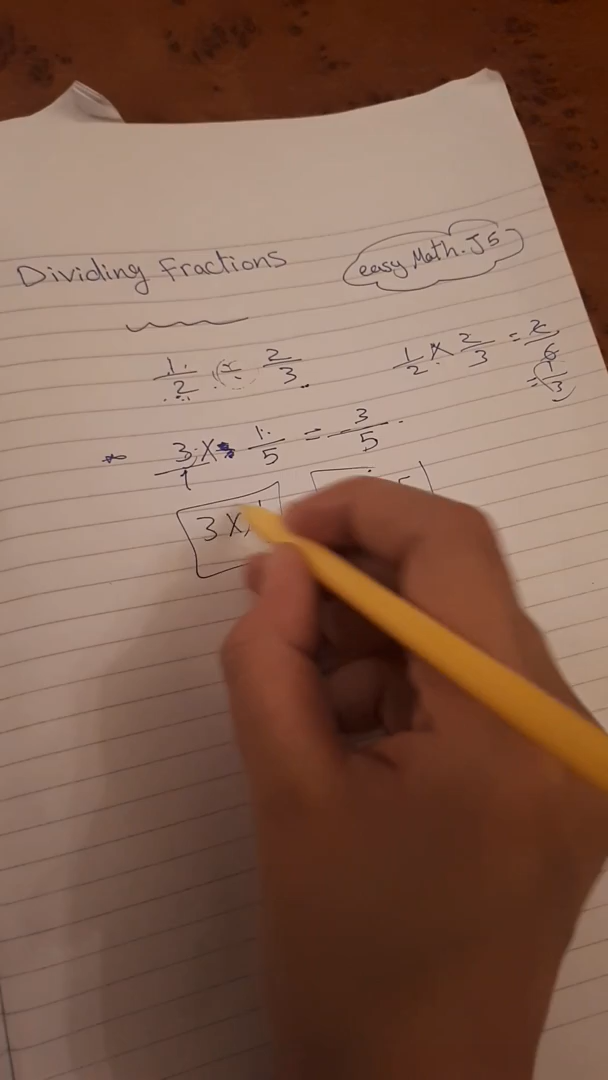 Dividing fractions
easy Math.J5
1/2 ÷ 2/3
1/2 × 2/3 = 2/6
= 1/3
3/1 × 1/5 = 3/5
3 ×